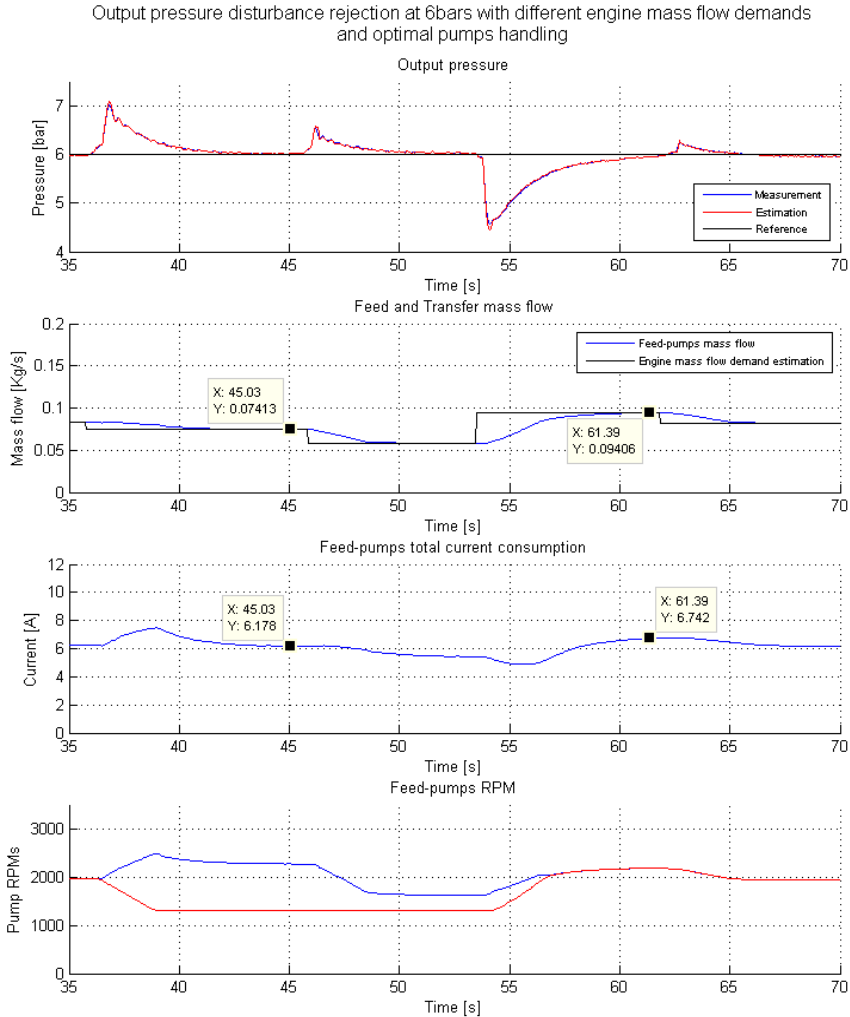 Output pressure disturbance rejection at 6bars with different engine mass flow demands
and optimal pumps handling
Output pressure
Pressure [bar]
7
6
5
4
Measurement
Estimation
Reference
35 40 45 50 55 60 65 70
Time [s]
Feed and Transfer mass flow
Mass flow [Kg/s]
0.2
0.15
0.1
0.05
0
Feed-pumps mass flow
Engine mass flow demand estimation
X: 45.03
Y: 0.07413
X: 61.39
Y: 0.09406
35 40 45 50 55 60 65 70
Time [s]
Feed-pumps total current consumption
Current [A]
12
10
8
6
4
2
0
X: 45.03
Y: 6.178
X: 61.39
Y: 6.742
35 40 45 50 55 60 65 70
Time [s]
Feed-pumps RPM
Pump RPMs
3000
2000
1000
0
35 40 45 50 55 60 65 70
Time [s]